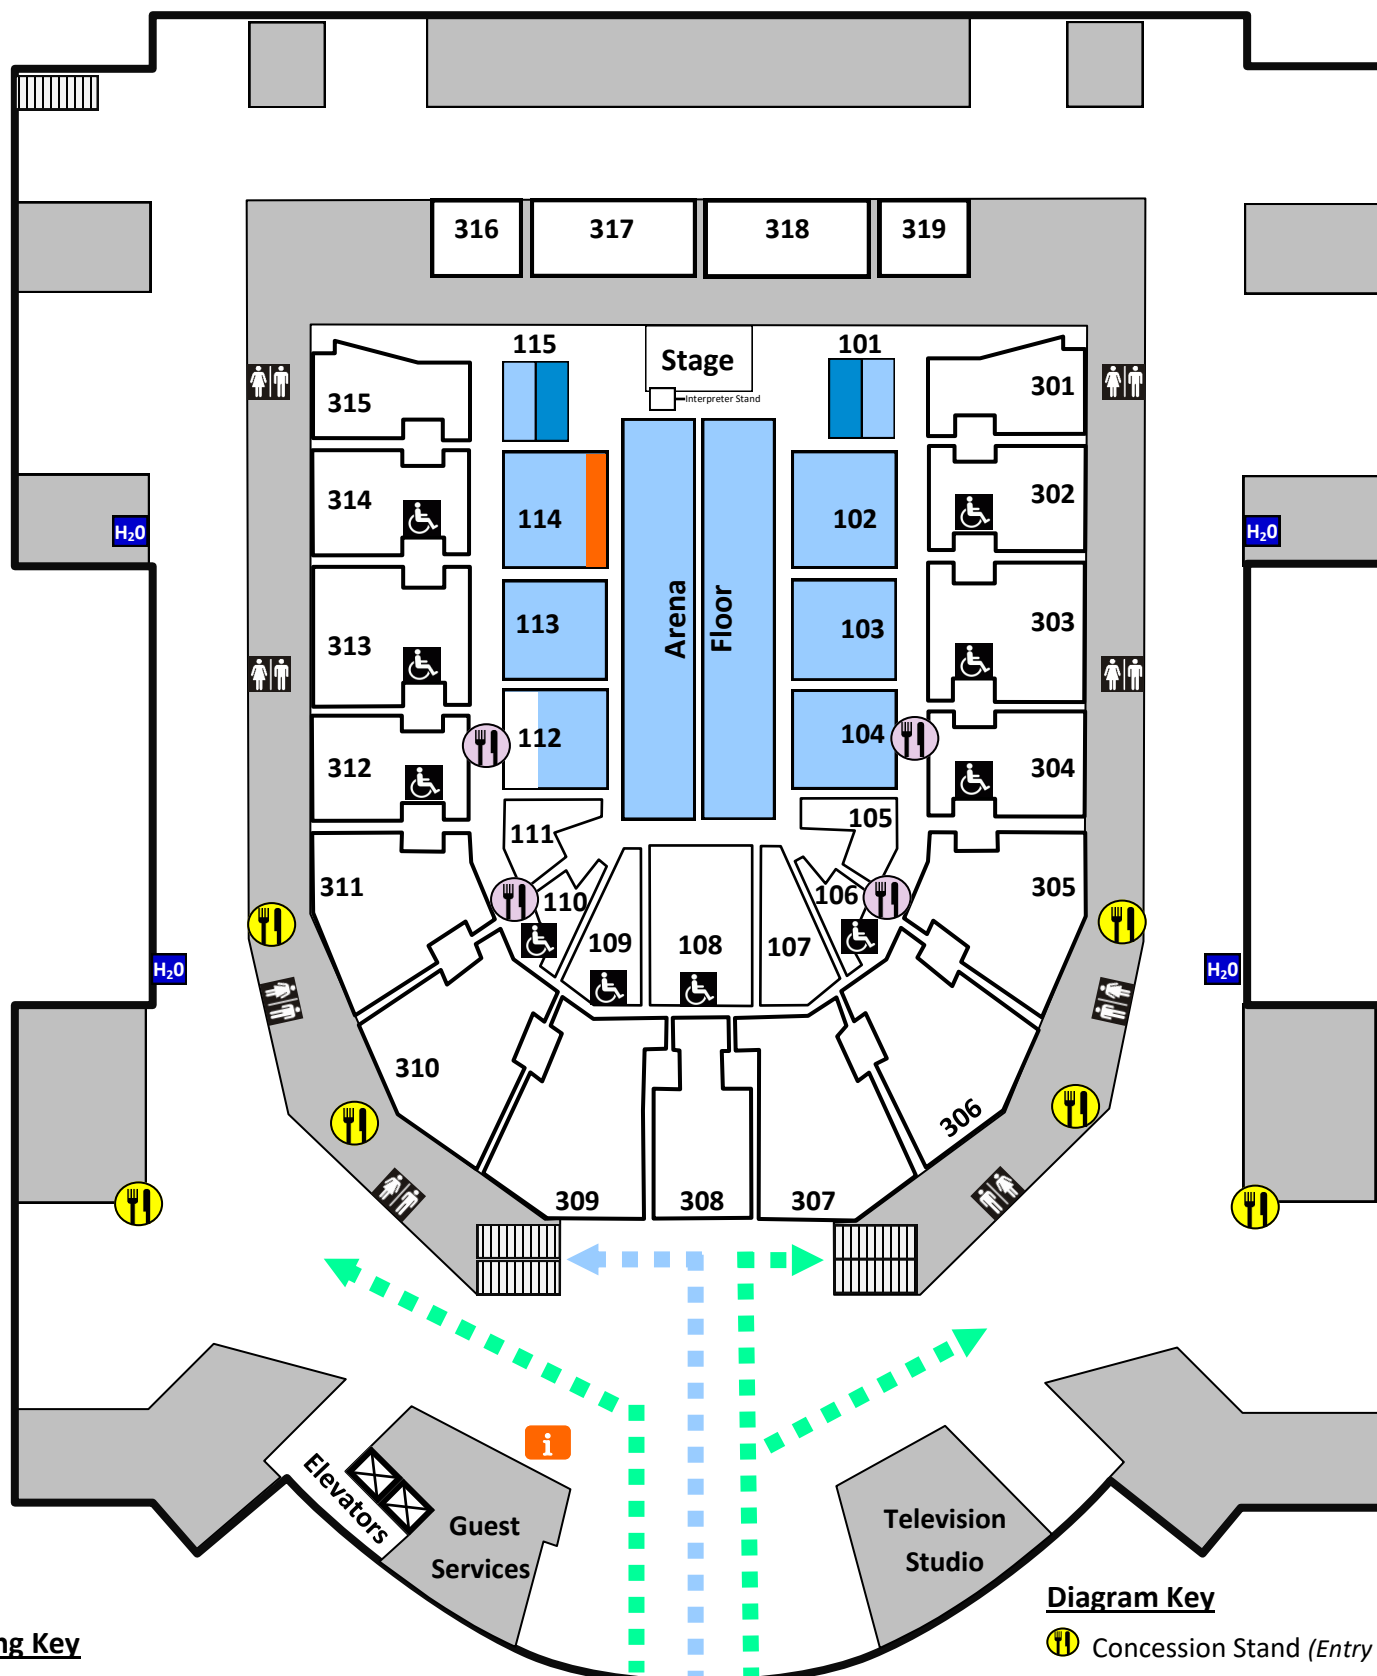 316 317 318 319
115 Stage 101
Interpreter Stand
315 301
314 114 102 302
H₂0 H₂0
Arena Floor
313 113 103 303
312 112 104 304
111 105
311 110 106 305
109 108 107
H₂0 H₂0
310 306
309 308 307
i
Elevators
Guest
Services
Television
Studio
Diagram Key
ng Key
Concession Stand (Entry